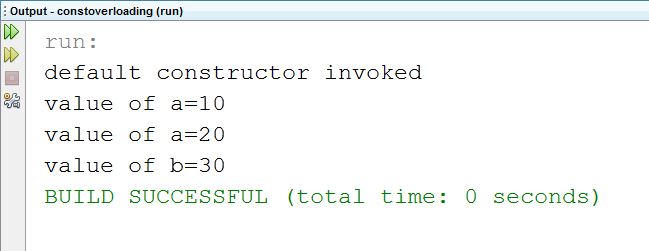 Output - constoverloading (run)
run:
default constructor invoked
value of a=10
value of a=20
value of b=30
BUILD SUCCESSFUL (total time: 0 seconds)